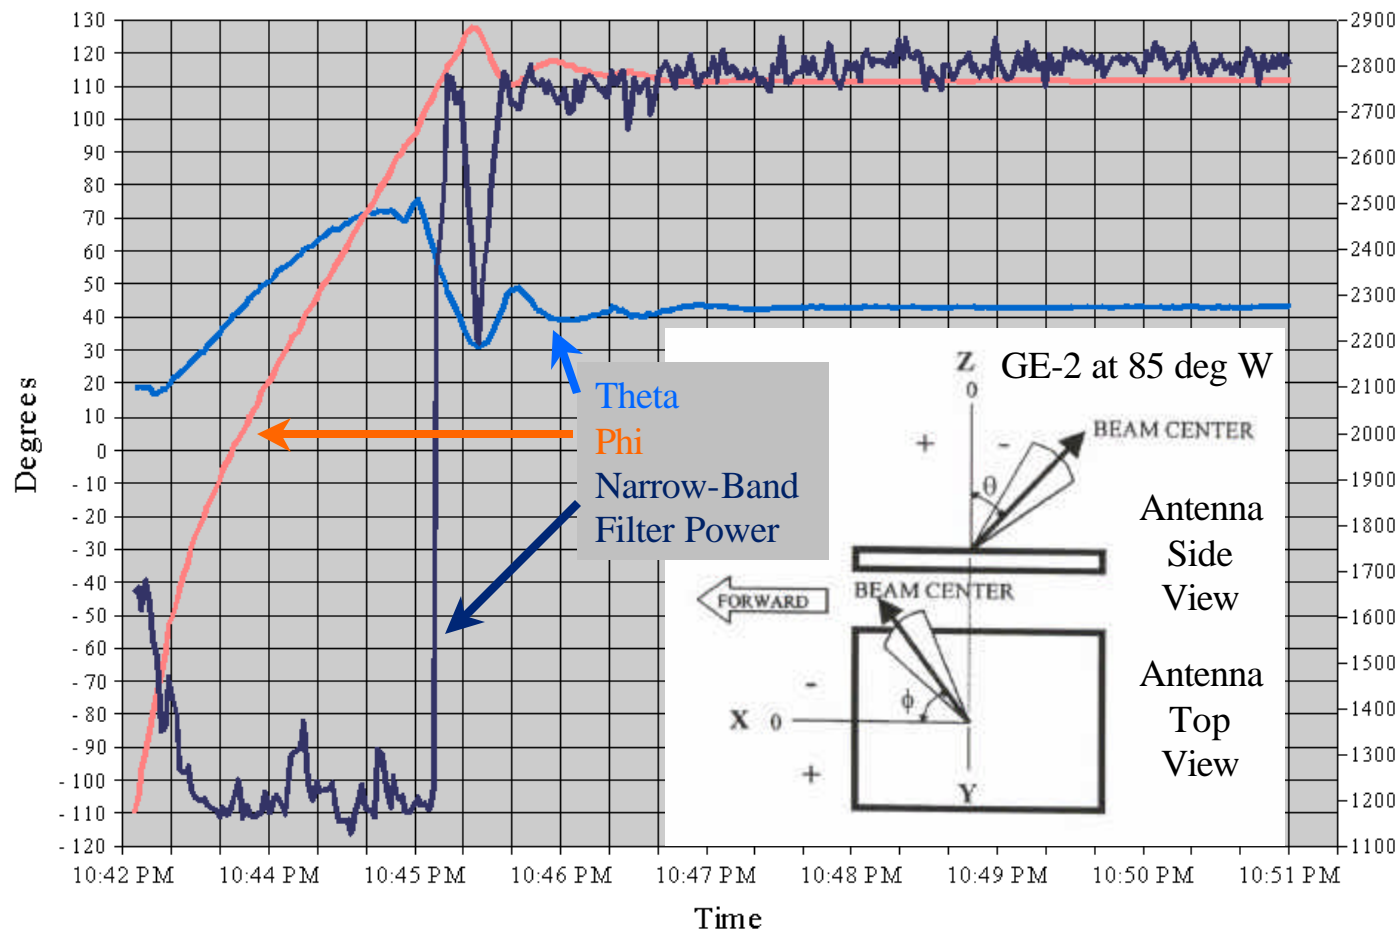 130
120
110
100
90
80
70
60
50
40
30
20
10
0
- 10
- 20
- 30
- 40
- 50
- 60
- 70
- 80
- 90
- 100
- 110
- 120
Degrees
2900
2800
2700
2600
2500
2400
2300
2200
2100
2000
1900
1800
1700
1600
1500
1400
1300
1200
1100
Theta
Phi
Narrow-Band
Filter Power
GE-2 at 85 deg W
Z
0
+ -
BEAM CENTER
θ
Antenna
Side
View
FORWARD
BEAM CENTER
Antenna
Top
View
-
ϕ
X 0
+
Y
10:42 PM 10:44 PM 10:45 PM 10:46 PM 10:47 PM 10:48 PM 10:49 PM 10:50 PM 10:51 PM
Time